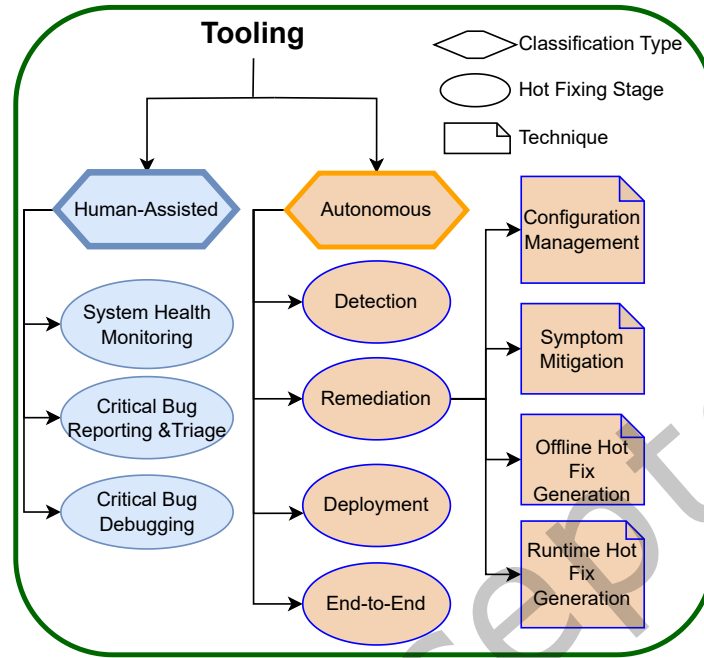 Tooling
Classification Type
Hot Fixing Stage
Technique
Human-Assisted
System Health
Monitoring
Critical Bug
Reporting &Triage
Critical Bug
Debugging
Autonomous
Detection
Remediation
Deployment
End-to-End
Configuration
Management
Symptom
Mitigation
Offline Hot
Fix
Generation
Runtime Hot
Fix
Generation
sept